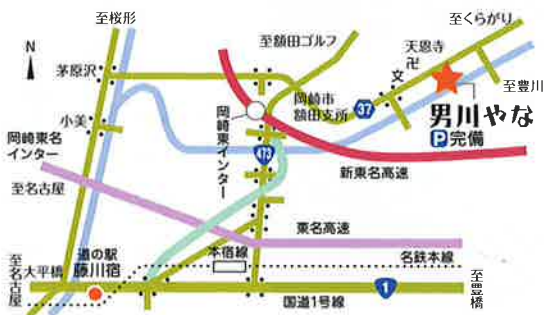 至桜形
至くらがり
N
至額田ゴルフ
天恩寺
卍
茅原沢
文
至豊川
岡崎市
額田支所
37
男川やな
P完備
小美
岡崎東インター
岡崎東名
インター
473
新東名高速
至名古屋
東名高速
道の駅
藤川宿
本宿線
名鉄本線
至名古屋
大平橋
国道1号線
1
至豊橋